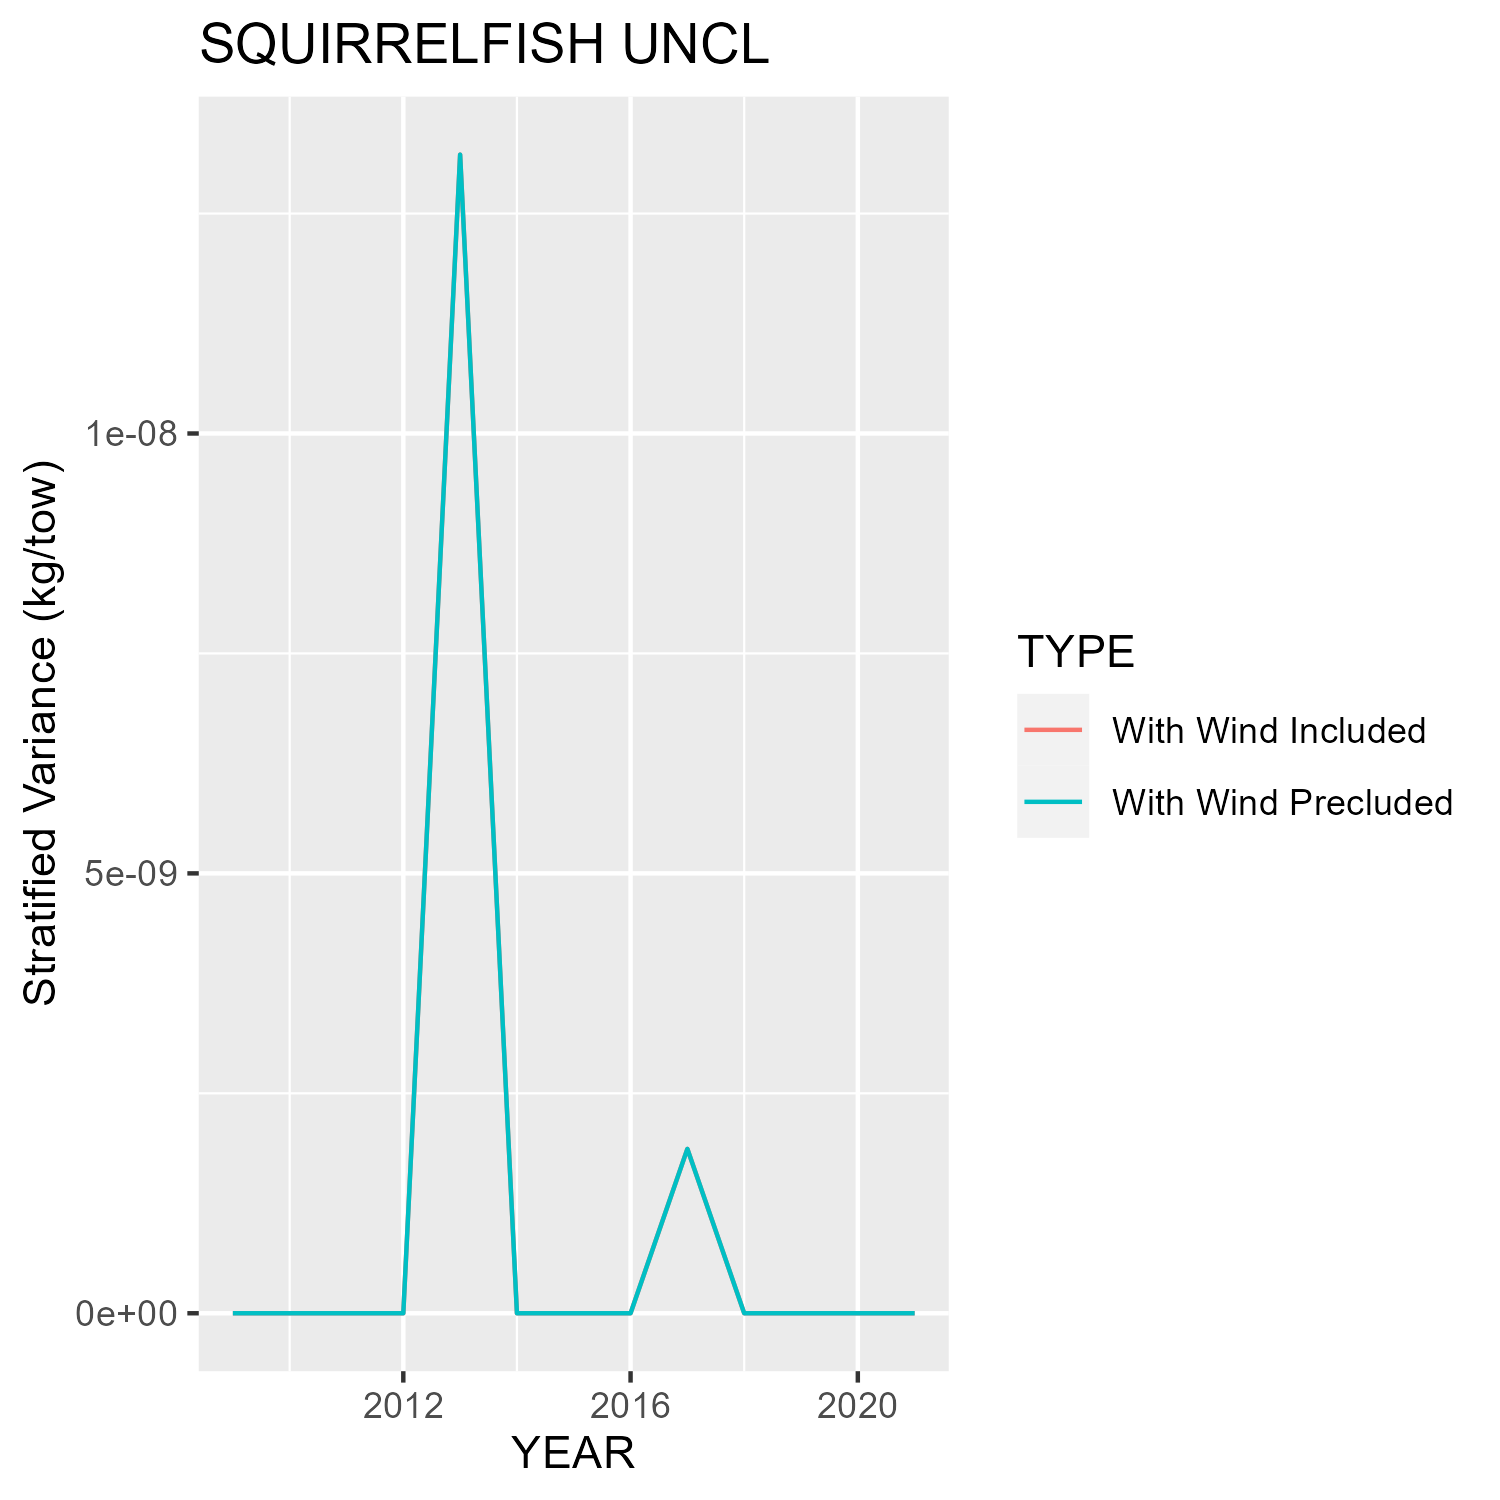 SQUIRRELFISH UNCL
Stratified Variance (kg/tow)
1e-08
5e-09
0e+00
2012
2016
2020
YEAR
TYPE
With Wind Included
With Wind Precluded